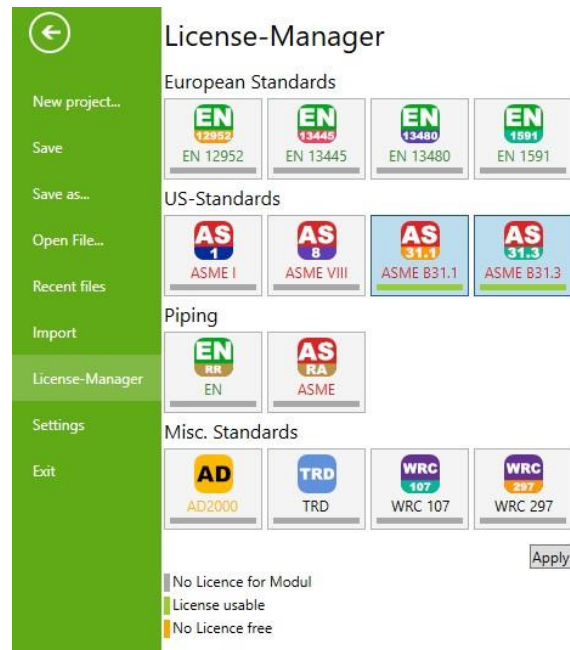 License-Manager
European Standards
New project...
EN EN EN EN
12952 13445 13480 1591
EN 12952 EN 13445 EN 13480 EN 1591
Save
Save as...
US-Standards
Open File...
AS AS AS AS
1 8 31.1 31.3
ASME I ASME VIII ASME B31.1 ASME B31.3
Recent files
Piping
Import
EN AS
RR RA
EN ASME
License-Manager
Settings
Misc. Standards
Exit
AD TRD WRC WRC
107 297
AD2000 TRD WRC 107 WRC 297
Apply
No Licence for Modul
License usable
No Licence free